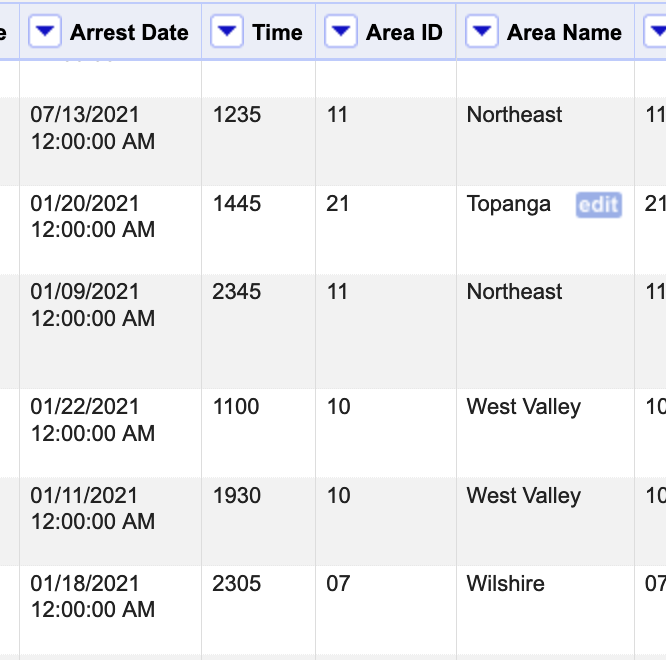 e Arrest Date Time Area ID Area Name
07/13/2021 1235 11 Northeast 11
12:00:00 AM
01/20/2021 1445 21 Topanga edit 21
12:00:00 AM
01/09/2021 2345 11 Northeast 11
12:00:00 AM
01/22/2021 1100 10 West Valley 10
12:00:00 AM
01/11/2021 1930 10 West Valley 10
12:00:00 AM
01/18/2021 2305 07 Wilshire 07
12:00:00 AM